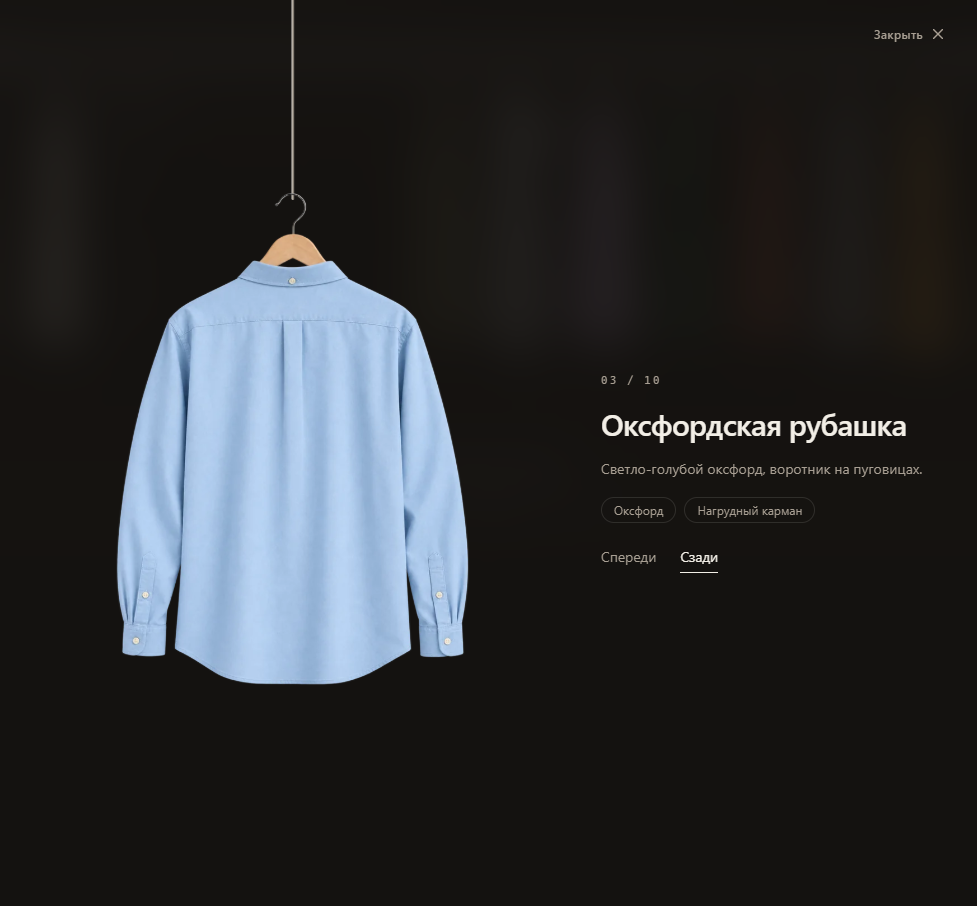 Закрыть
03 / 10
Оксфордская рубашка
Светло-голубой оксфорд, воротник на пуговицах.
Оксфорд Нагрудный карман
Спереди Сзади